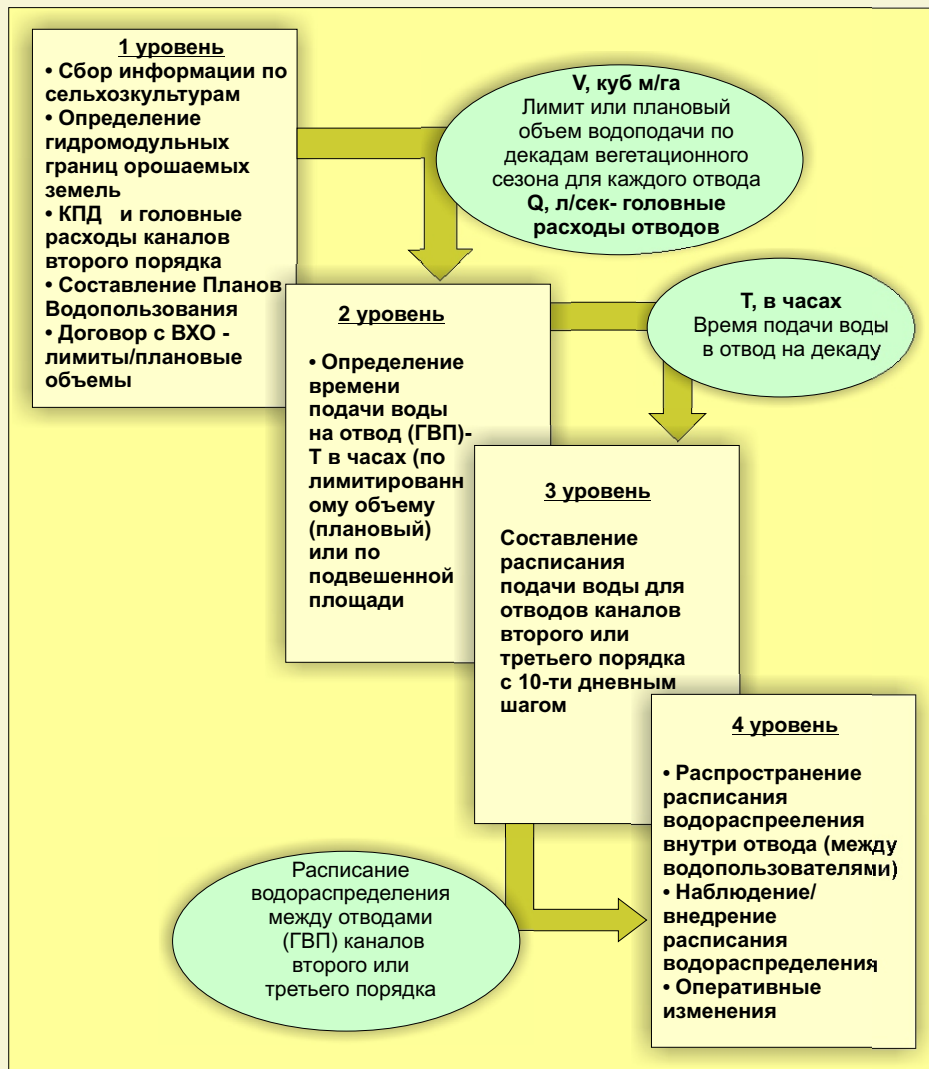 1 уровень
• Сбор информации по
сельхозкультурам
• Определение
гидромодульных
границ орошаемых
земель
• КПД и головные
расходы каналов
второго порядка
• Составление Планов
Водопользования
• Договор с ВХО -
лимиты/плановые
объемы
V, куб м/га
Лимит или плановый
объем водоподачи по
декадам вегетационного
сезона для каждого отвода
Q, л/сек- головные
расходы отводов
2 уровень
• Определение
времени
подачи воды
на отвод (ГВП)-
Т в часах (по
лимитированн
ому объему
(плановый)
или по
подвешенной
площади
Т, в часах
Время подачи воды
в отвод на декаду
3 уровень
Составление
расписания
подачи воды для
отводов каналов
второго или
третьего порядка
с 10-ти дневным
шагом
Расписание
водораспределения
между отводами
(ГВП) каналов
второго или
третьего порядка
4 уровень
• Распространение
расписания
водораспрееления
внутри отвода (между
водопользователями)
• Наблюдение/
внедрение
расписания
водораспределения
• Оперативные
изменения